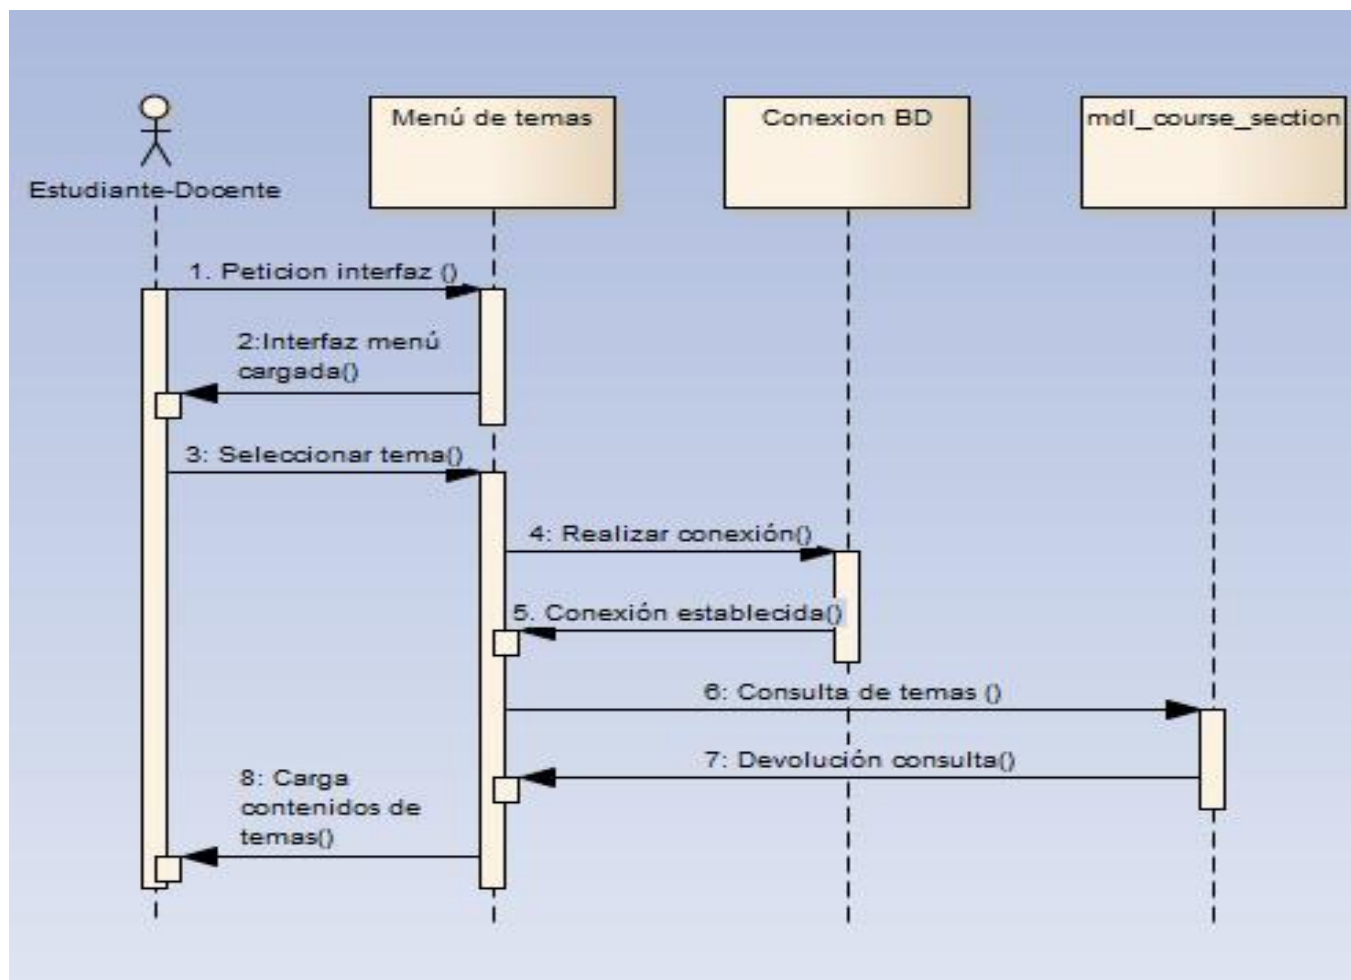 Menú de temas
Conexion BD
mdl_course_section
Estudiante-Docente
1. Peticion interfaz ()
2:Interfaz menú
cargada()
3: Seleccionar tema()
4: Realizar conexión()
5. Conexión establecida()
6: Consulta de temas ()
7: Devolución consulta()
8: Carga
contenidos de
temas()